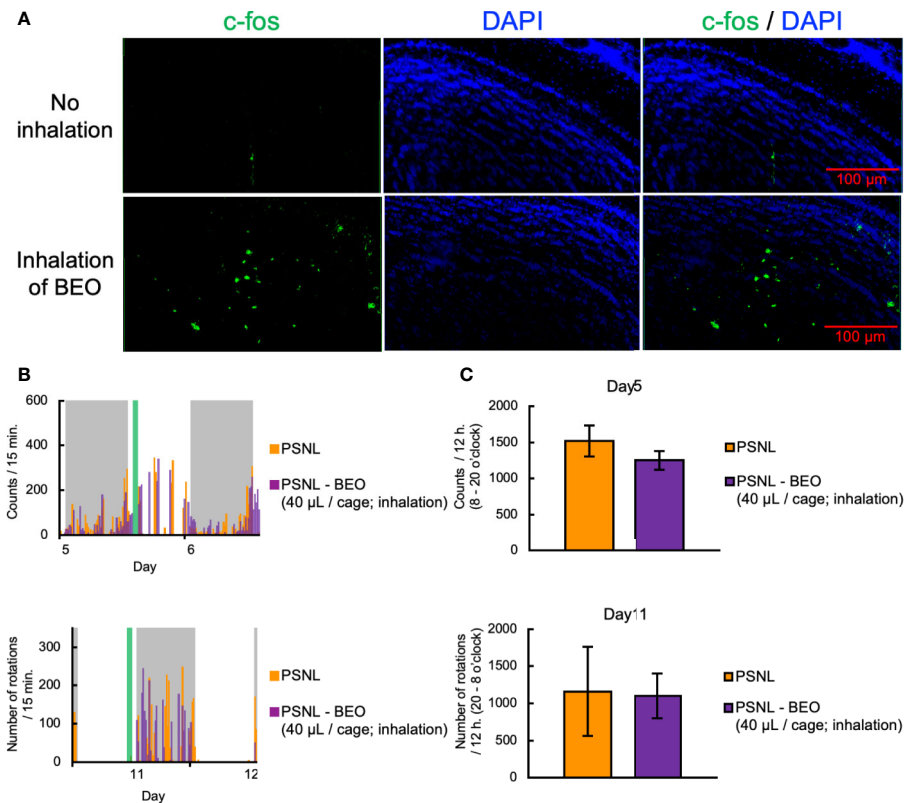 A
c-fos
DAPI
c-fos / DAPI
No
inhalation
100 µm
Inhalation
of BEO
100 µm
B
600
400
200
0
Counts / 15 min.
5
6
Day
PSNL
PSNL - BEO
(40 µL / cage; inhalation)
300
200
100
0
Number of rotations
/ 15 min.
11
12
Day
PSNL
PSNL - BEO
(40 µL / cage; inhalation)
C
Day5
2000
1500
1000
500
0
Counts / 12 h.
(8 - 20 o'clock)
PSNL
PSNL - BEO
(40 µL / cage; inhalation)
Day11
2000
1500
1000
500
0
Number of rotations
/ 12 h. (20 - 8 o'clock)
PSNL
PSNL - BEO
(40 µL / cage; inhalation)